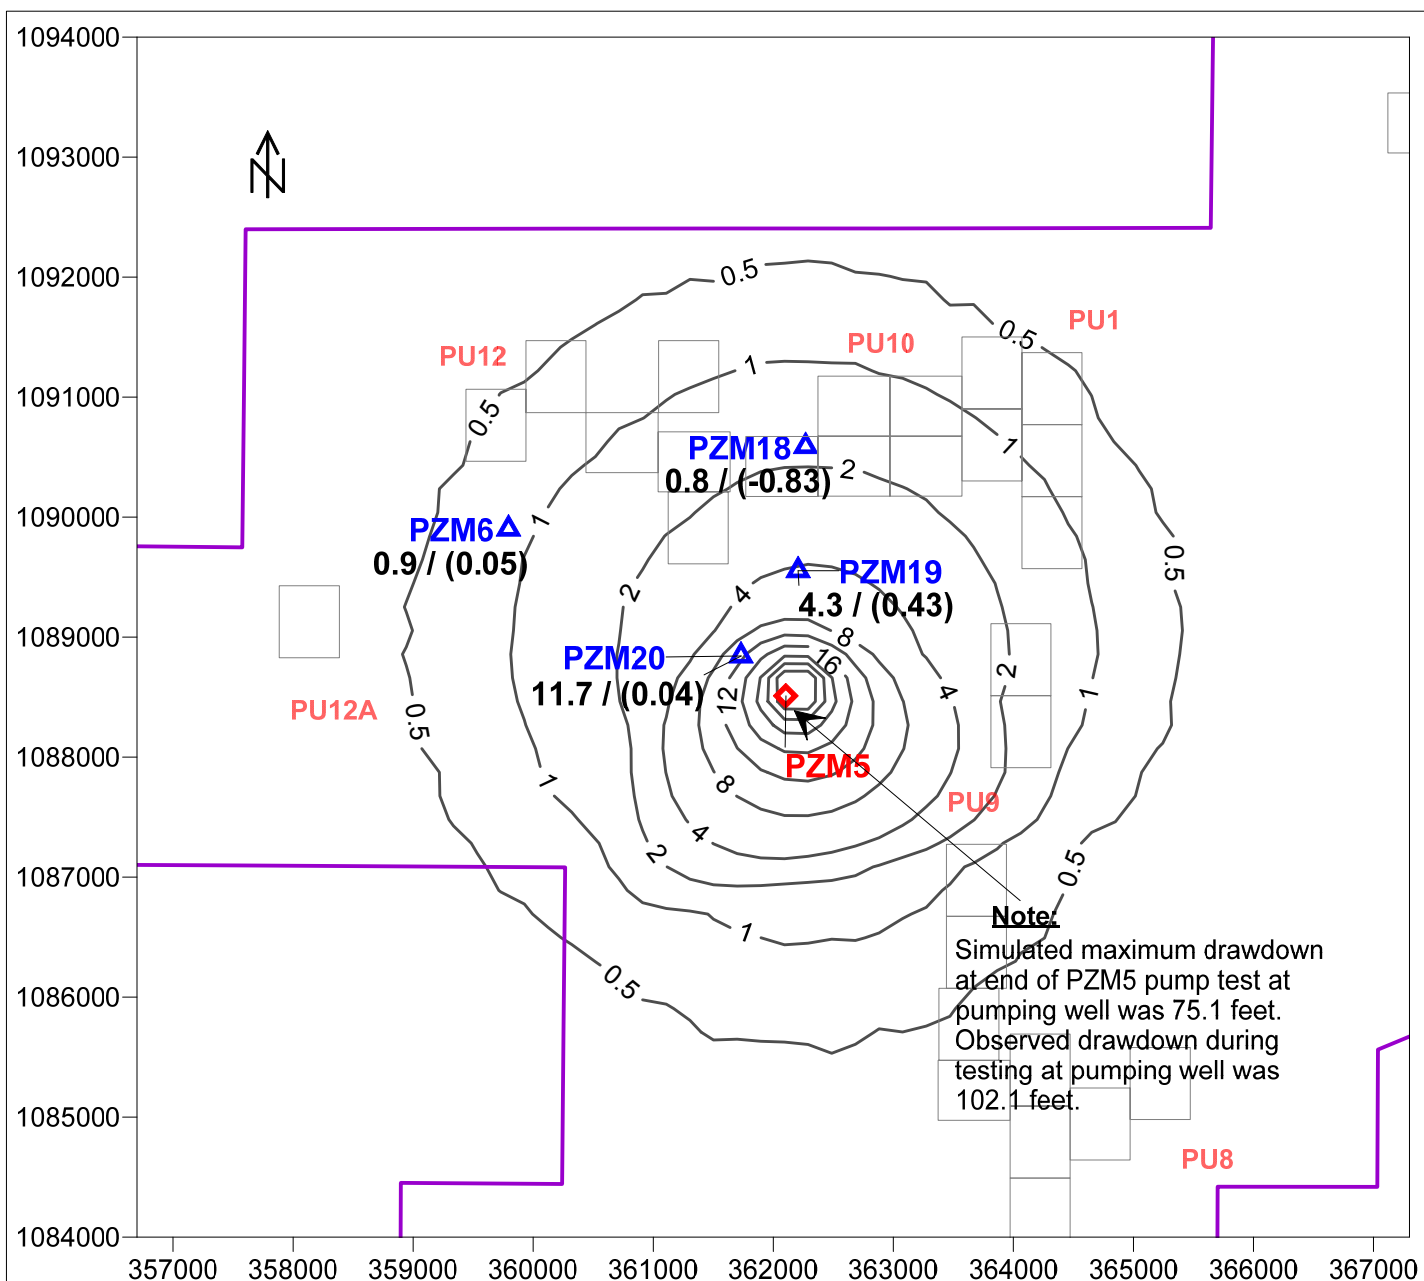 1094000
1093000
1092000
1091000
1090000
1089000
1088000
1087000
1086000
1085000
1084000
357000 358000 359000 360000 361000 362000 363000 364000 365000 366000 367000
N
0.5
0.5
PU1
PU12
PU10
1
0.5
1
PZM18
2
0.8 / (-0.83)
PZM6
1
0.9 / (0.05)
0.5
PZM19
2
4
4.3 / (0.43)
8
PZM20
16
2
11.7 / (0.04)
12
4
1
PU12A
0.5
PZM5
1
8
PU9
4
2
0.5
1
0.5
Note:
Simulated maximum drawdown
at end of PZM5 pump test at
pumping well was 75.1 feet.
Observed drawdown during
testing at pumping well was
102.1 feet.
PU8